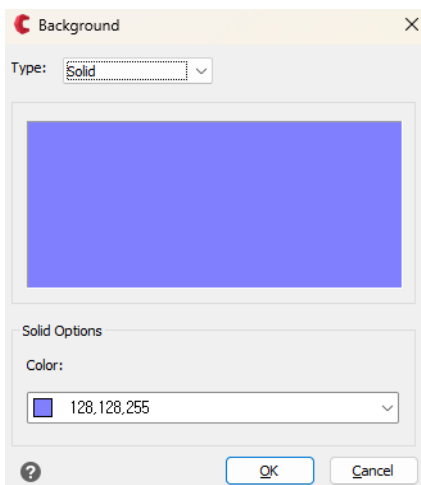 Background
Type: Solid
Solid Options
Color:
128,128,255
OK Cancel